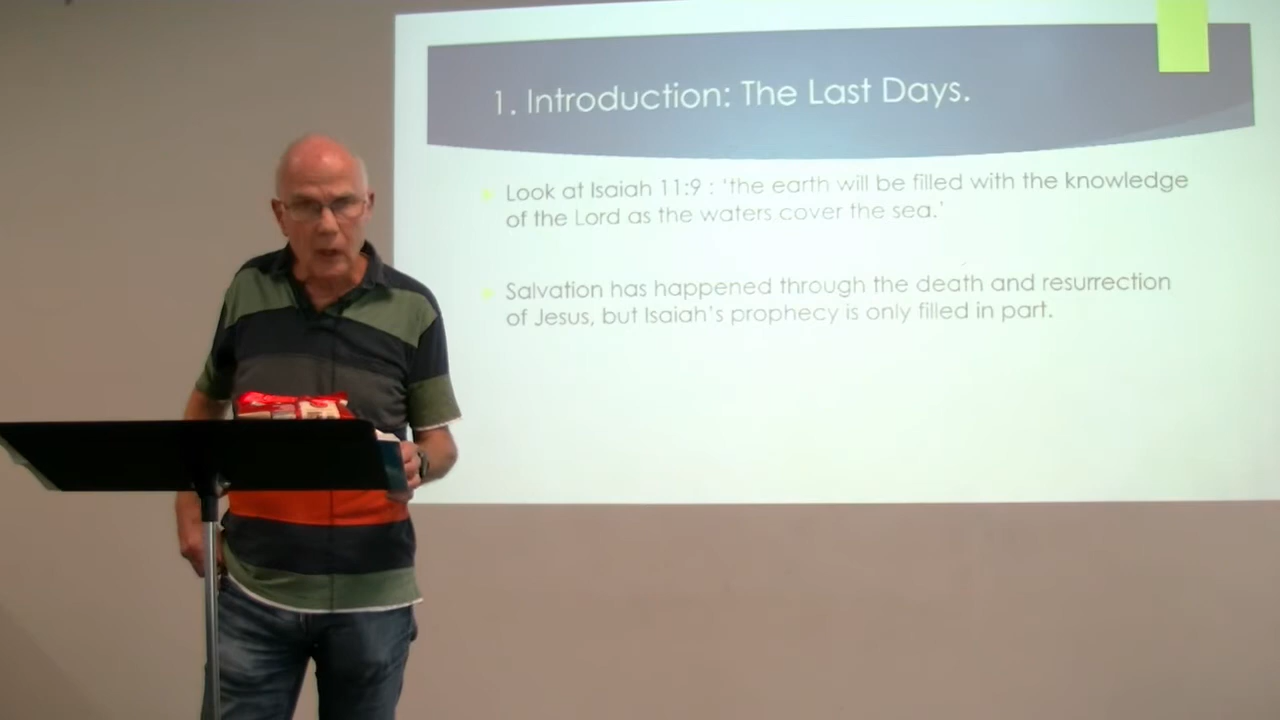 1. Introduction: The Last Days.
Look at Isaiah 11:9 : ‘the earth will be filled with the knowledge
of the Lord as the waters cover the sea.’
Salvation has happened through the death and resurrection
of Jesus, but Isaiah’s prophecy is only filled in part.